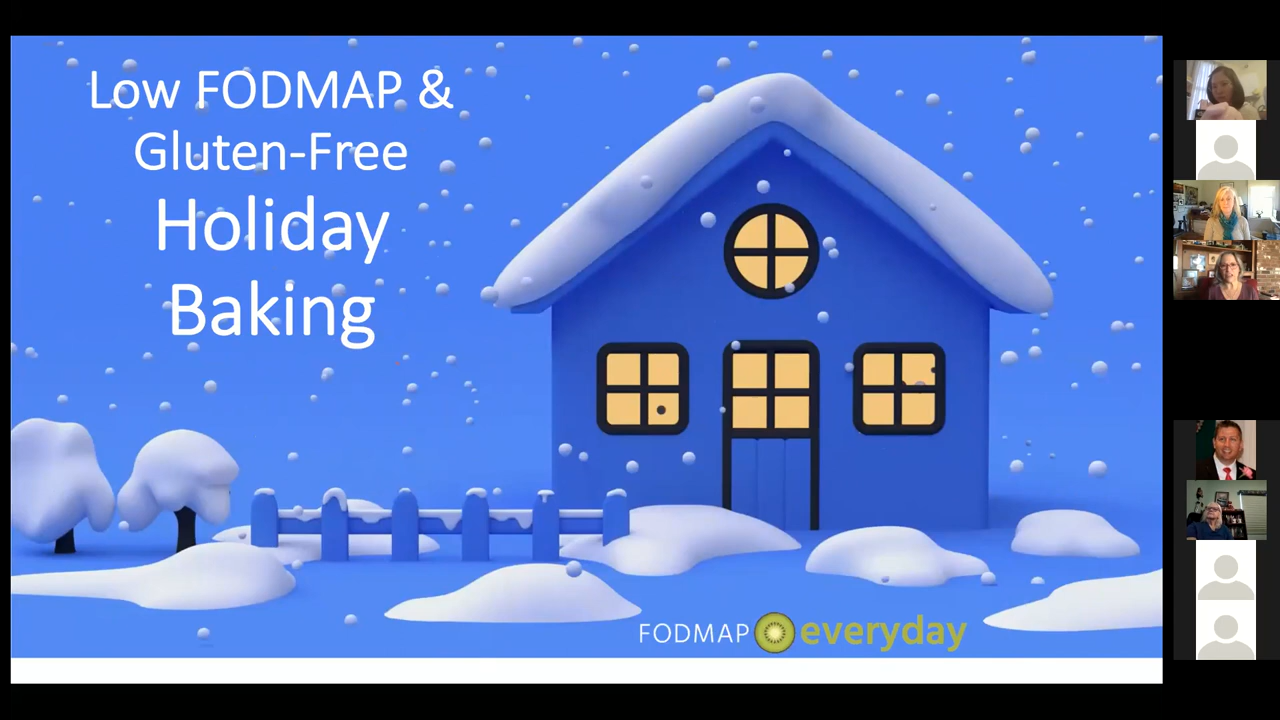 Low FODMAP &
Gluten-Free
Holiday
Baking
FODMAP everyday